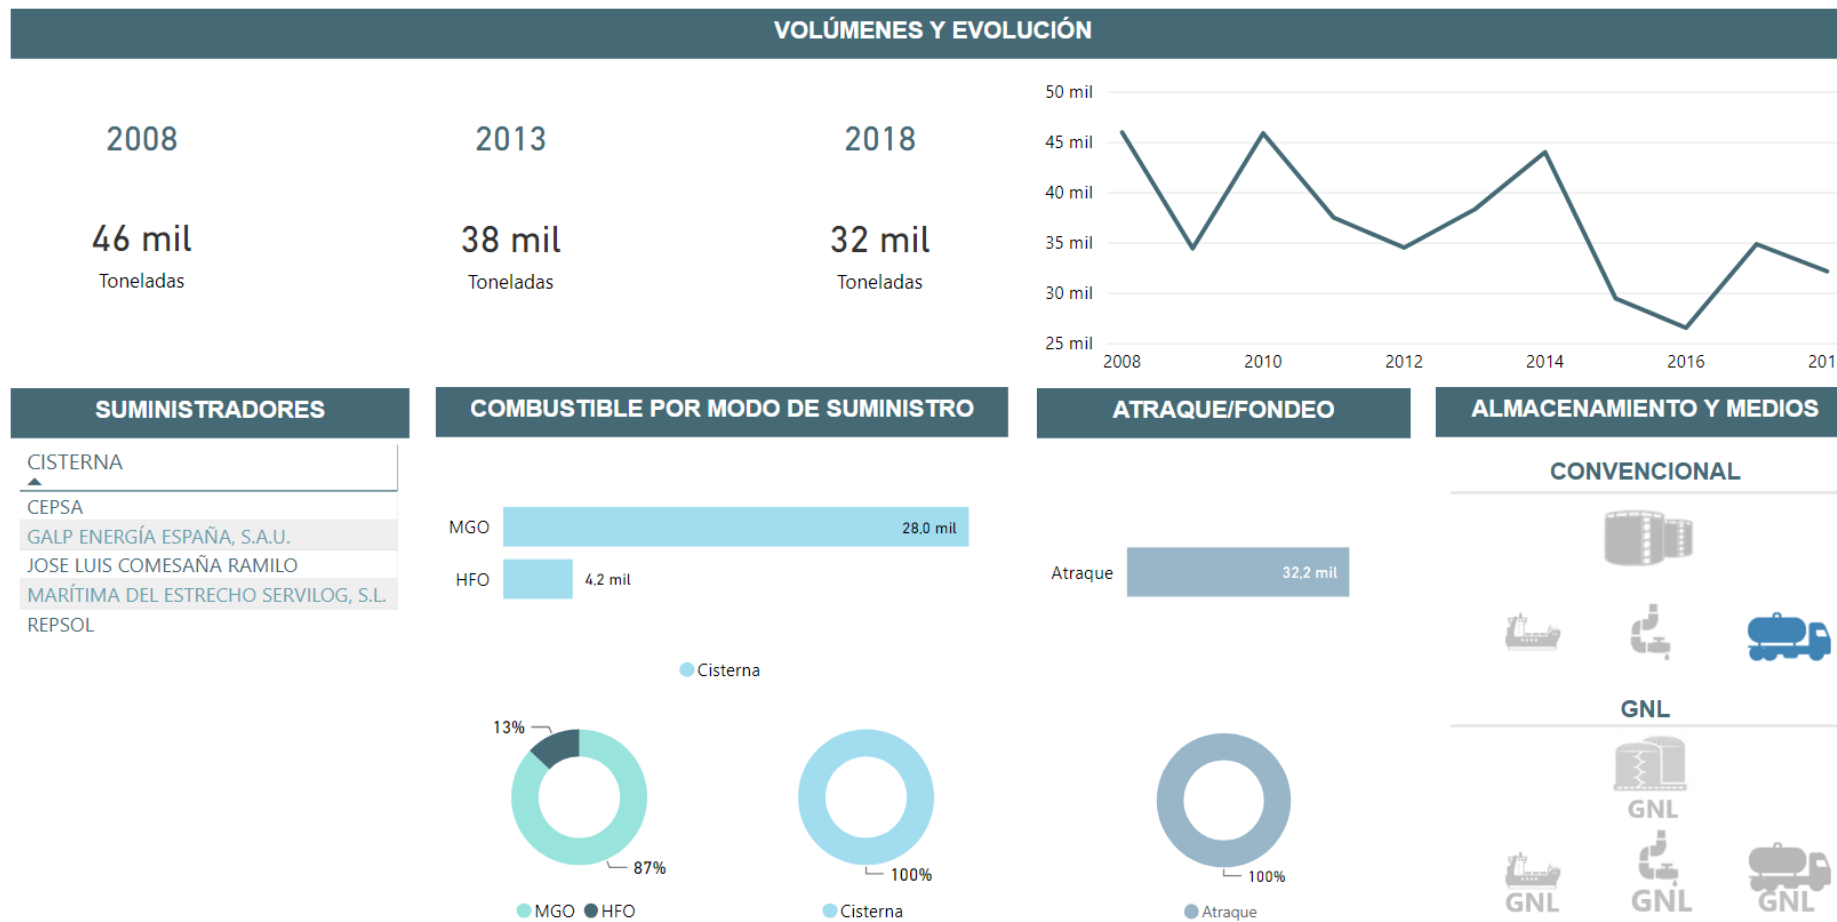 VOLÚMENES Y EVOLUCIÓN
2008
46 mil
Toneladas
2013
38 mil
Toneladas
2018
32 mil
Toneladas
50 mil
45 mil
40 mil
35 mil
30 mil
25 mil
2008
2010
2012
2014
2016
201
SUMINISTRADORES
CISTERNA
CEPSA
GALP ENERGÍA ESPAÑA, S.A.U.
JOSE LUIS COMESAÑA RAMILO
MARÍTIMA DEL ESTRECHO SERVILOG, S.L.
REPSOL
COMBUSTIBLE POR MODO DE SUMINISTRO
MGO
28,0 mil
HFO
4,2 mil
Cisterna
13%
87%
MGO HFO
100%
Cisterna
ATRAQUE/FONDEO
Atraque
32,2 mil
100%
Atraque
ALMACENAMIENTO Y MEDIOS
CONVENCIONAL
GNL
GNL
GNL
GNL
GNL